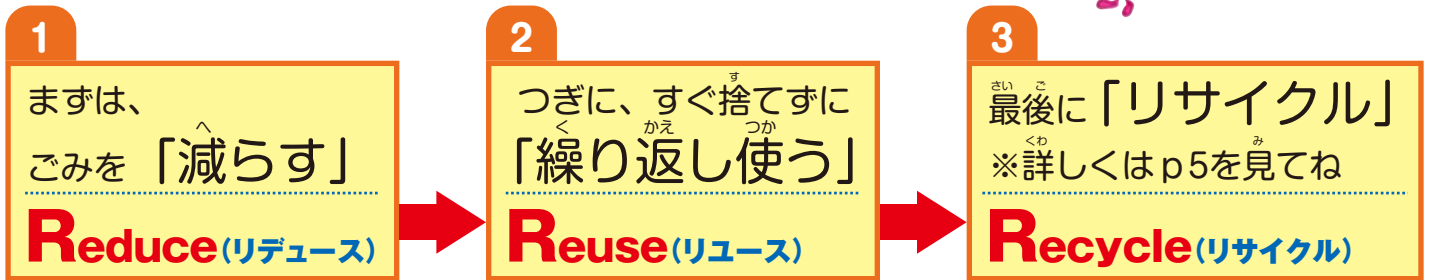 1
まずは、
ごみを「減らす」
Reduce(リデュース)
2
つぎに、すぐ捨てずに
「繰り返し使う」
Reuse(リユース)
3
最後に「リサイクル」
※詳しくはp5を見てね
Recycle(リサイクル)